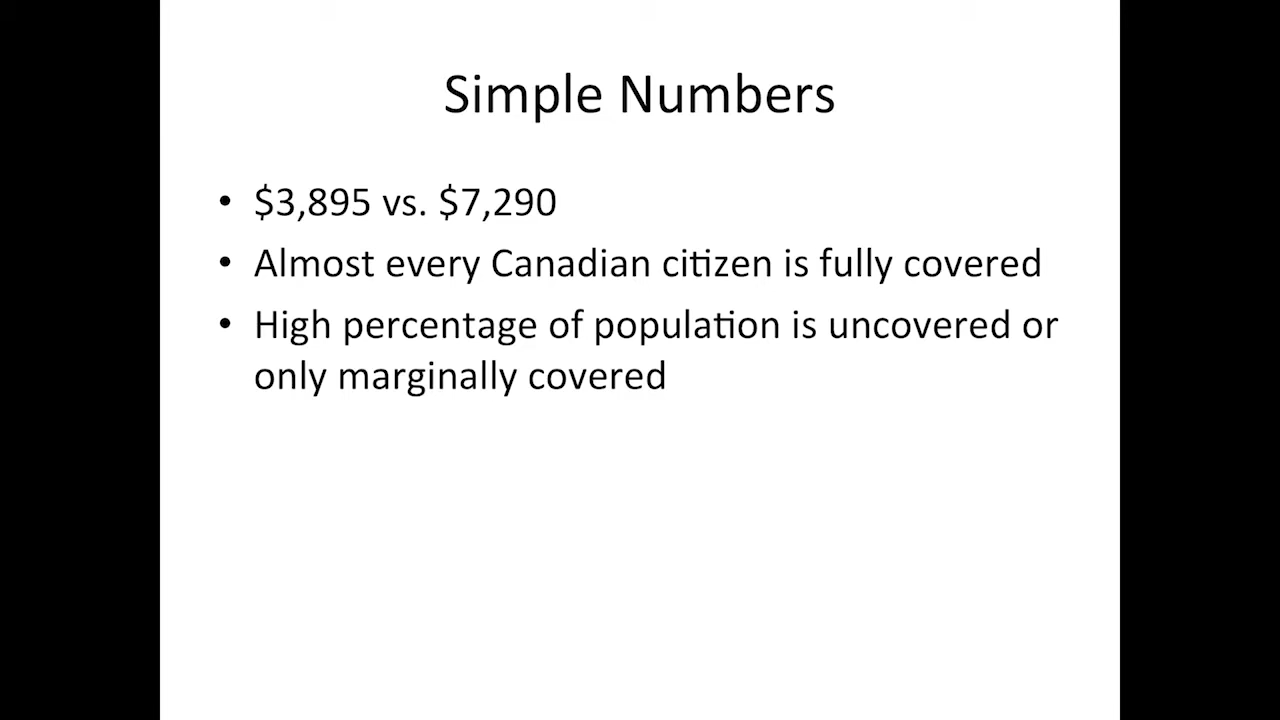 Simple Numbers
• $3,895 vs. $7,290
• Almost every Canadian citizen is fully covered
• High percentage of population is uncovered or
only marginally covered